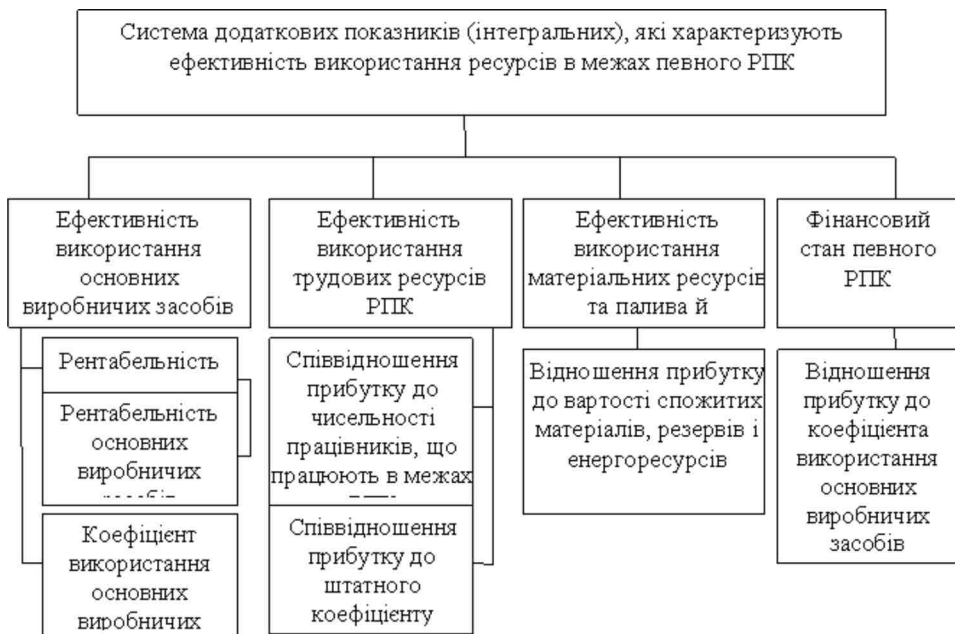 Система додаткових показників (інтегральних), які характеризують
ефективність використання ресурсів в межах певного РПК
Ефективність
використання
основних
виробничих засобів
Рентабельність
Рентабельність
основних
виробничих
Коефіцієнт
використання
основних
виробничих
Ефективність
використання
трудових ресурсів
РПК
Співвідношення
прибутку до
чисельності
працівників, що
працюють в межах
Співвідношення
прибутку до
штатного
коефіцієнту
Ефективність
використання
матеріальних ресурсів
та палива й
Відношення прибутку
до вартості спожитих
матеріалів, резервів і
енергоресурсів
Фінансовий
стан певного
РПК
Відношення
прибутку до
коефіцієнта
використання
основних
виробничих
засобів